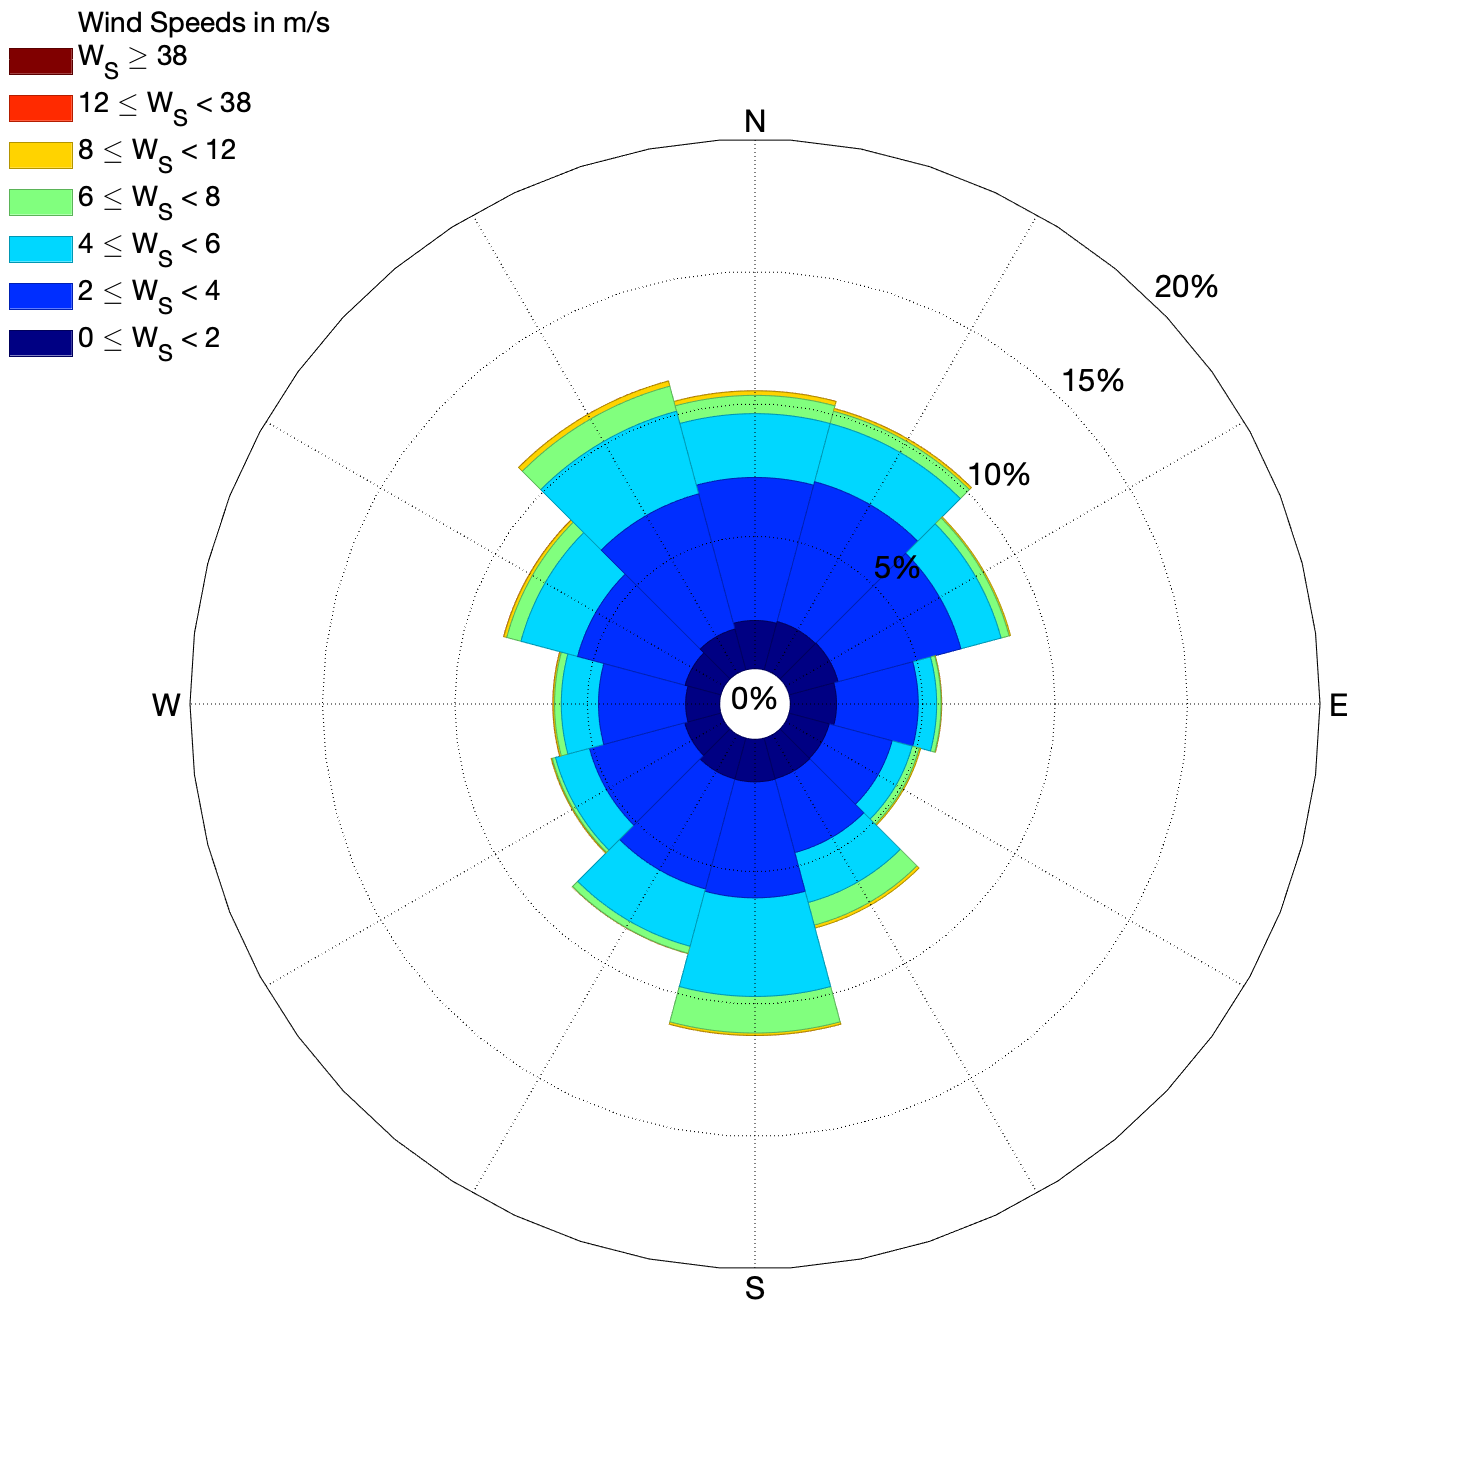 Wind Speeds in m/s
W_S ≥ 38
12 ≤ W_S < 38
8 ≤ W_S < 12
6 ≤ W_S < 8
4 ≤ W_S < 6
2 ≤ W_S < 4
0 ≤ W_S < 2
N
20%
15%
10%
5%
0%
W
E
S